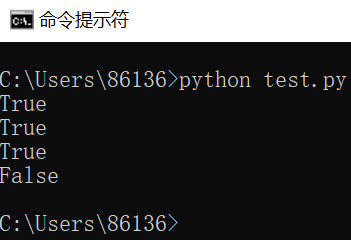 命令提示符
C:\Users\86136>python test.py
True
True
True
False
C:\Users\86136>